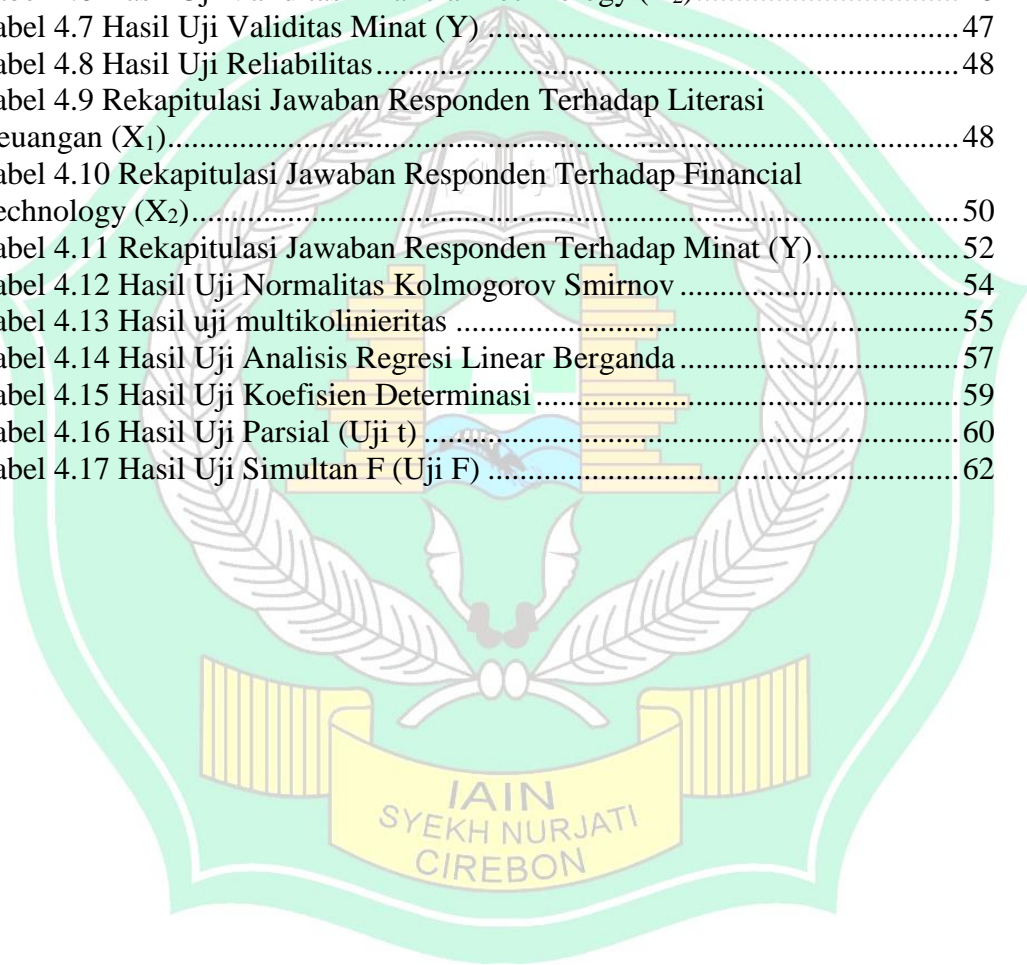 abel 4.7 Hasil Uji Validitas Minat (Y) ........ 47
abel 4.8 Hasil Uji Reliabilitas ........ 48
abel 4.9 Rekapitulasi Jawaban Responden Terhadap Literasi
euangan (X₁) ........ 48
abel 4.10 Rekapitulasi Jawaban Responden Terhadap Financial
echnology (X₂) ........ 50
abel 4.11 Rekapitulasi Jawaban Responden Terhadap Minat (Y) ........ 52
abel 4.12 Hasil Uji Normalitas Kolmogorov Smirnov ........ 54
abel 4.13 Hasil uji multikolinieritas ........ 55
abel 4.14 Hasil Uji Analisis Regresi Linear Berganda ........ 57
abel 4.15 Hasil Uji Koefisien Determinasi ........ 59
abel 4.16 Hasil Uji Parsial (Uji t) ........ 60
abel 4.17 Hasil Uji Simultan F (Uji F) ........ 62
IAIN
SYEKH NURJATI
CIREBON